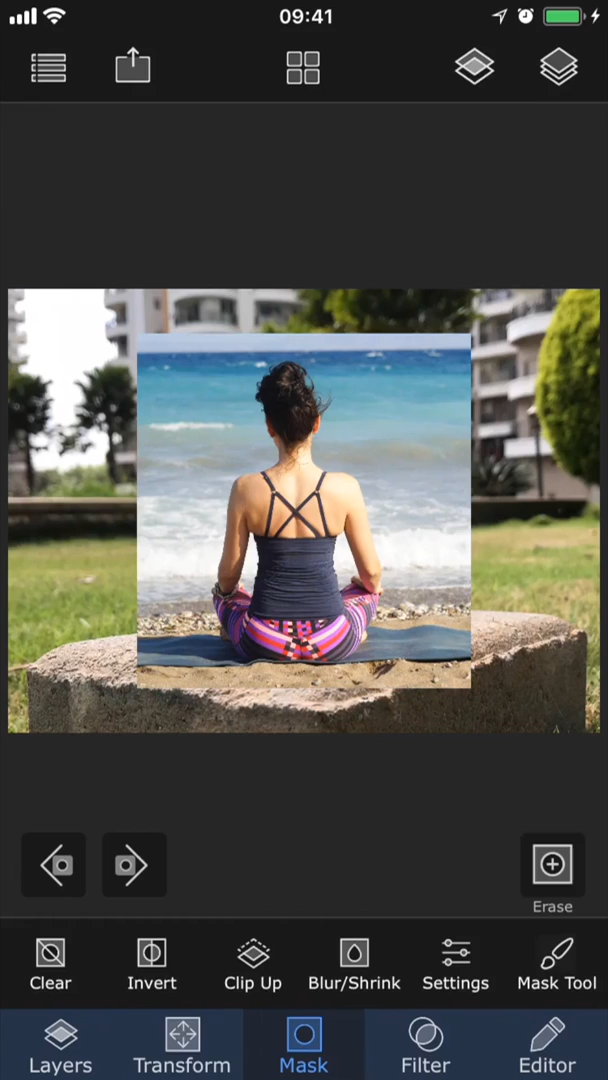 09:41
Erase
Clear Invert Clip Up Blur/Shrink Settings Mask Tool
Layers Transform Mask Filter Editor